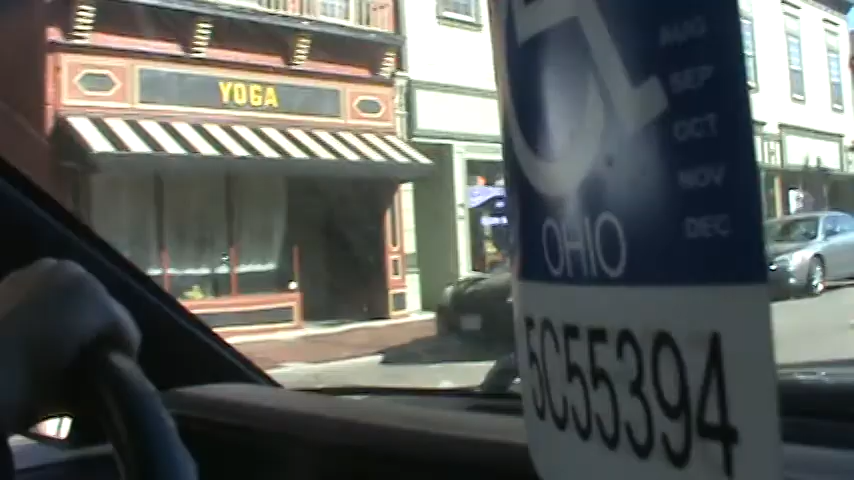 YOGA
AUG
SEP
OCT
NOV
DEC
OHIO
5C55394